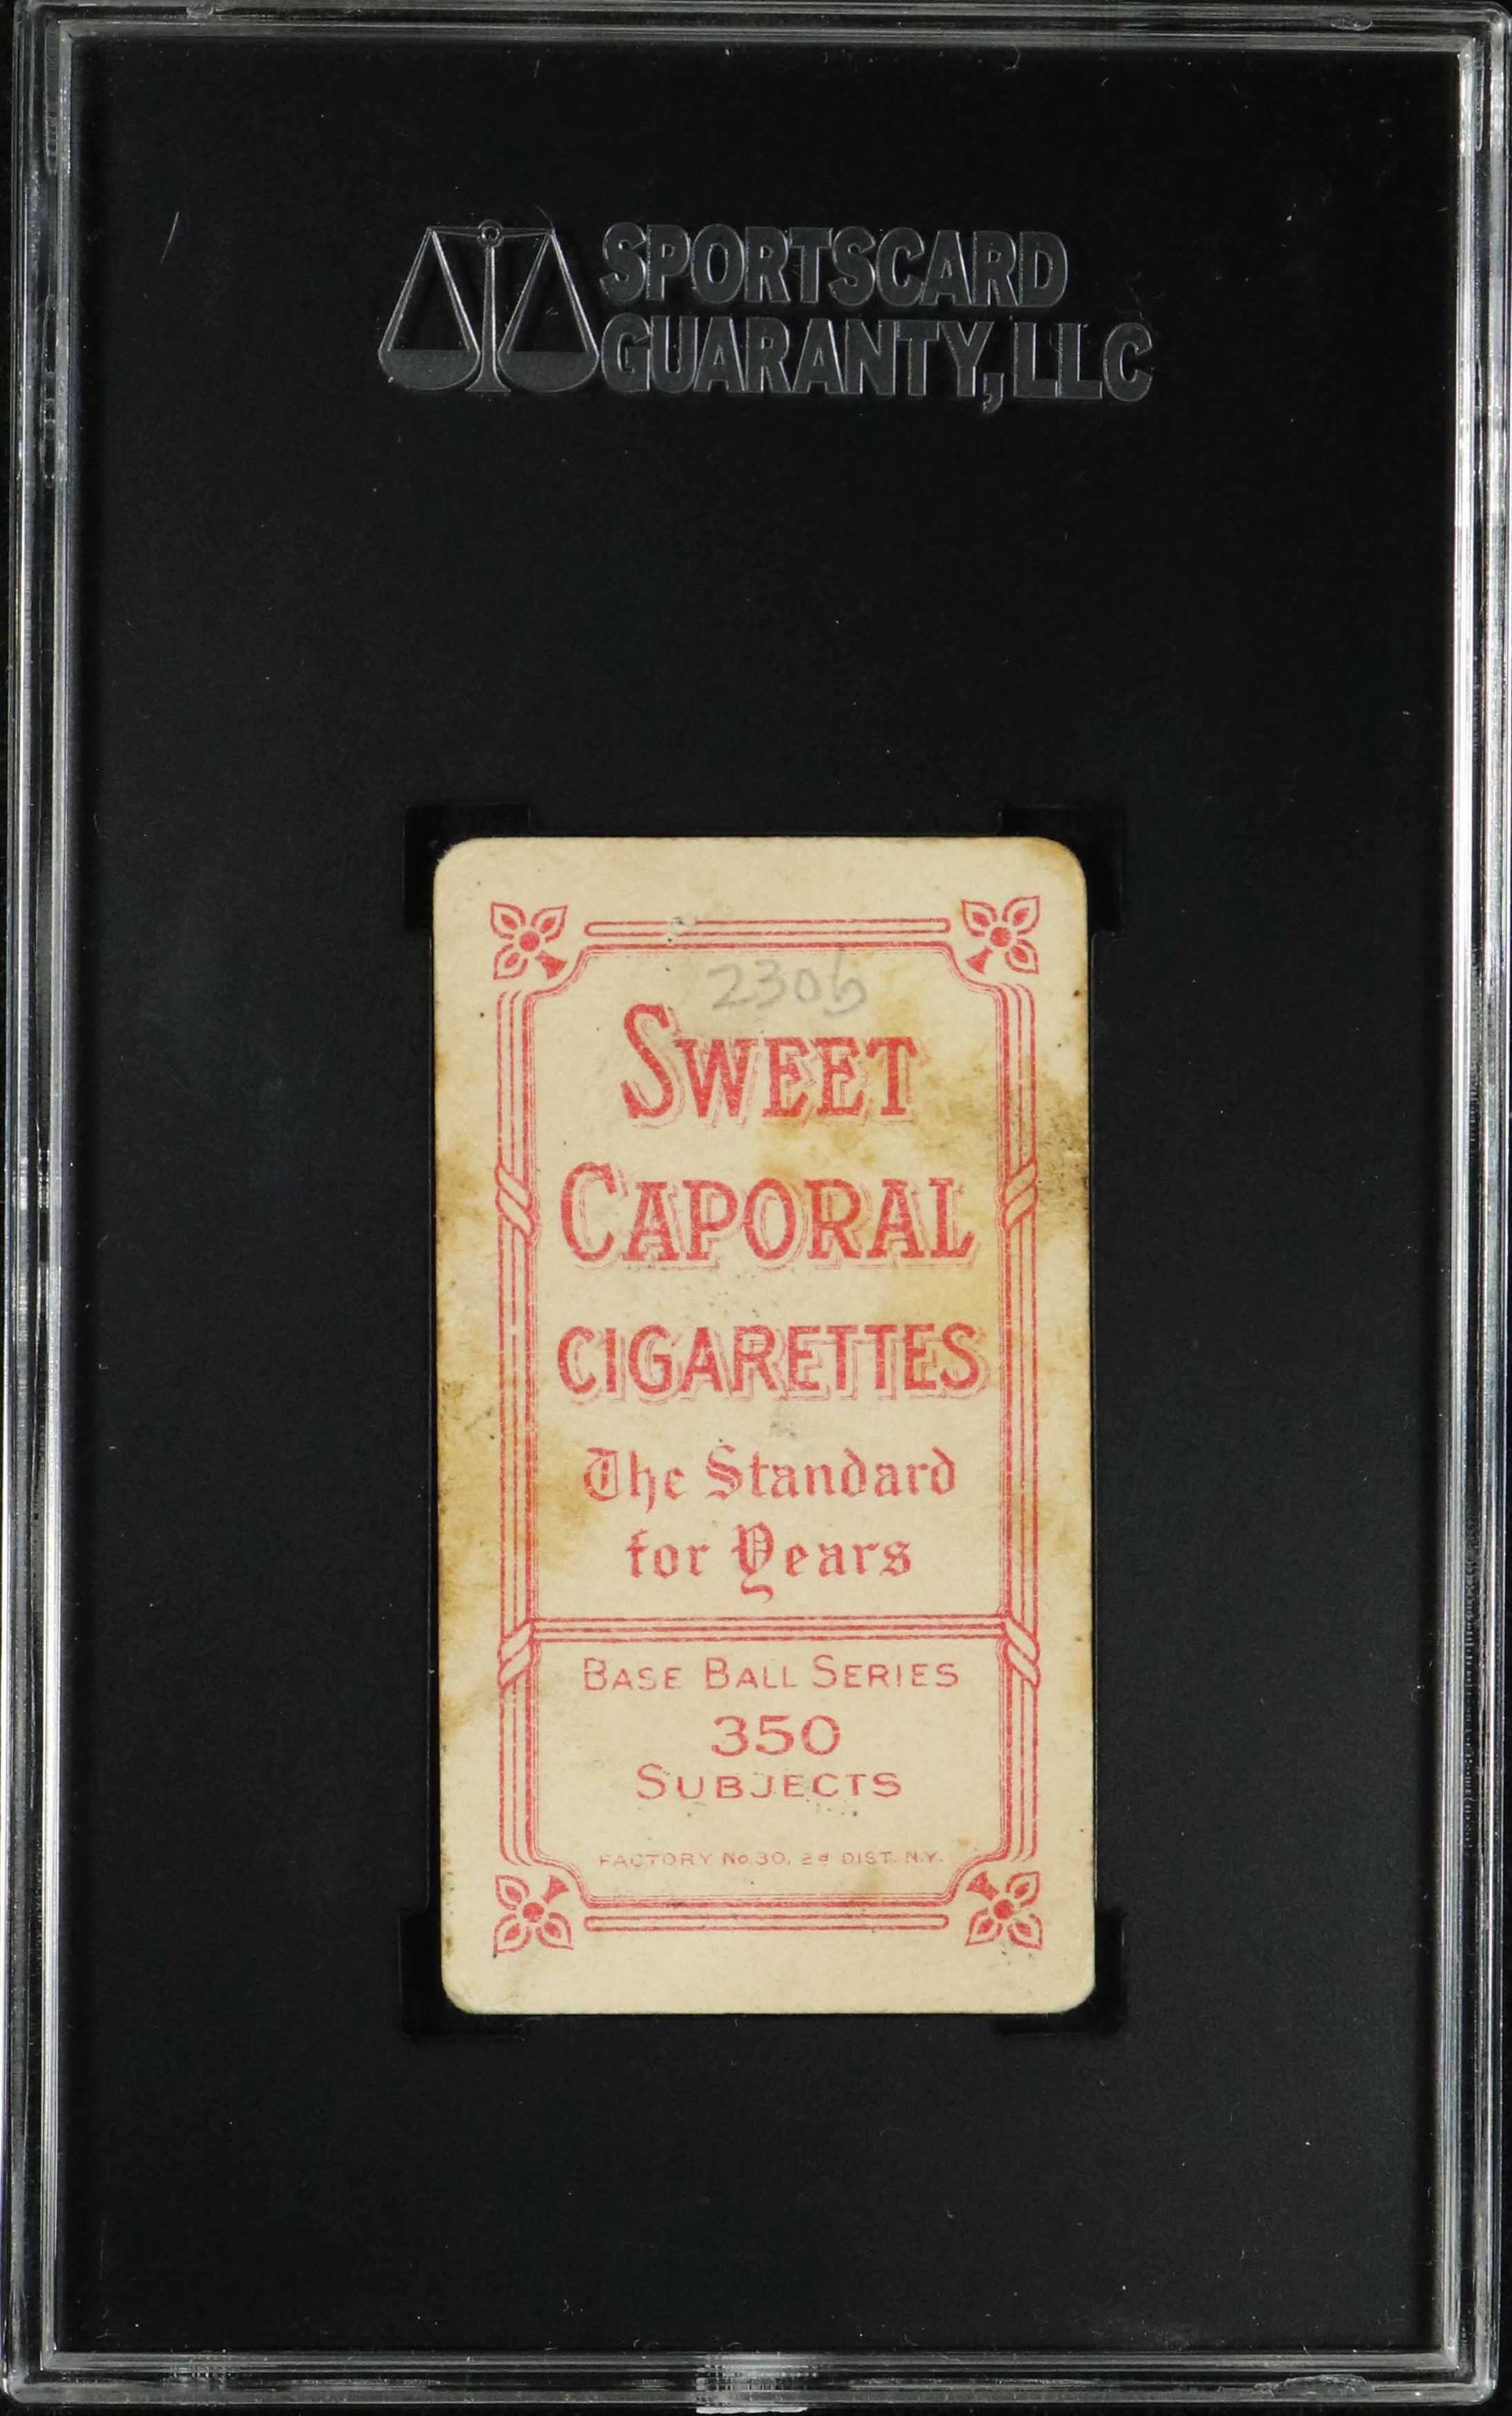 SPORTSCARD
GUARANTY, LLC
230b
SWEET
CAPORAL
CIGARETTES
The Standard
for Years
BASE BALL SERIES
350
SUBJECTS
FACTORY No. 30, 2d DIST. N.Y.